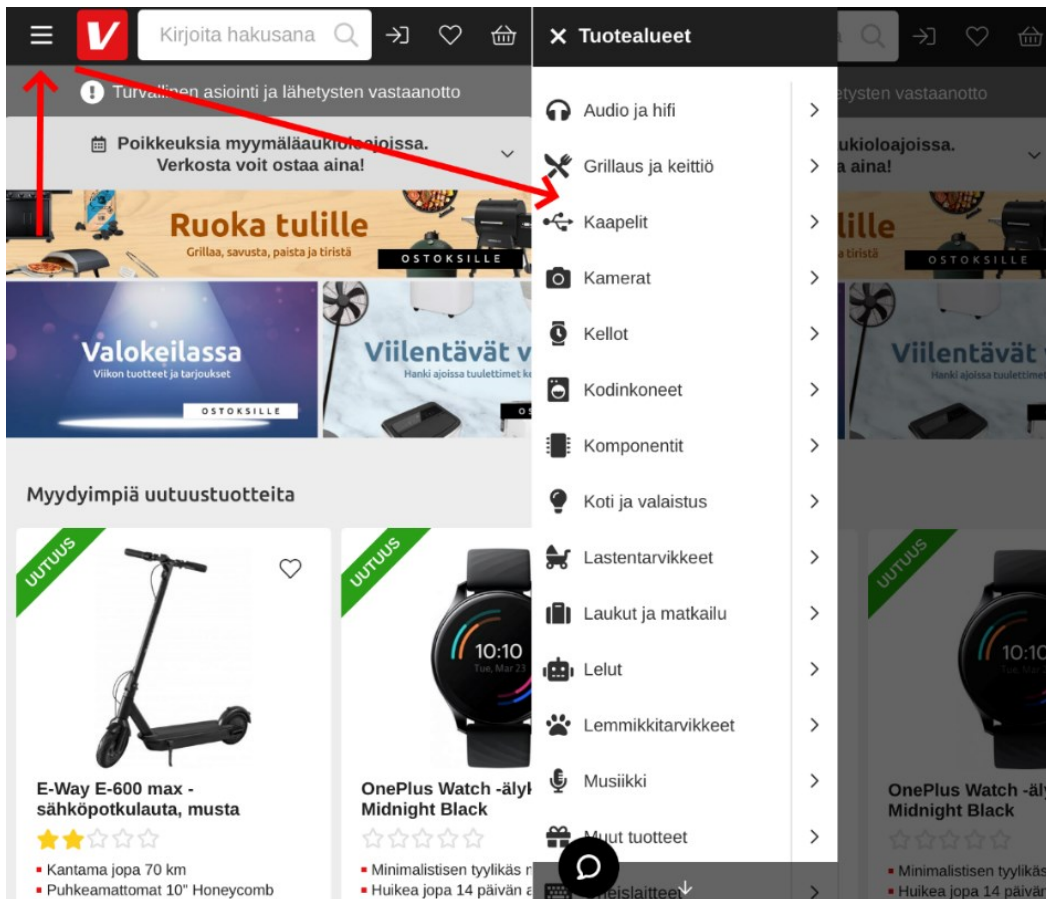 V
Kirjoita hakusana
Turvallinen asiointi ja lähetysten vastaanotto
Poikkeuksia myymäläaukioloajoissa.
Verkosta voit ostaa aina!
Ruoka tulille
Grillaa, savusta, paista ja tiristä
OSTOKSILLE
Valokeilassa
Viikon tuotteet ja tarjoukset
OSTOKSILLE
Viilentävät v
Hanki ajoissa tuulettimet ke
OS
Myydyimpiä uutuustuotteita
UUTUUS
E-Way E-600 max -
sähköpotkulauta, musta
Kantama jopa 70 km
Puhkeamattomat 10" Honeycomb
UUTUUS
10:10
Tue, Mar 23
OnePlus Watch -älyk
Midnight Black
Minimalistisen tyylikäs r
Huikea jopa 14 päivän a
Tuotealueet
Audio ja hifi
Grillaus ja keittiö
Kaapelit
Kamerat
Kellot
Kodinkoneet
Komponentit
Koti ja valaistus
Lastentarvikkeet
Laukut ja matkailu
Lelut
Lemmikkitarvikkeet
Musiikki
Muut tuotteet
eislaitteet
a
etysten vastaanotto
ukioloajoissa.
a aina!
lille
a tiristä
OSTOKSILLE
Viilentävät
Hanki ajoissa tuulettimet
UUTUUS
10:10
OnePlus Watch -äly
Midnight Black
Minimalistisen tyylikäs
Huikea jopa 14 päivän